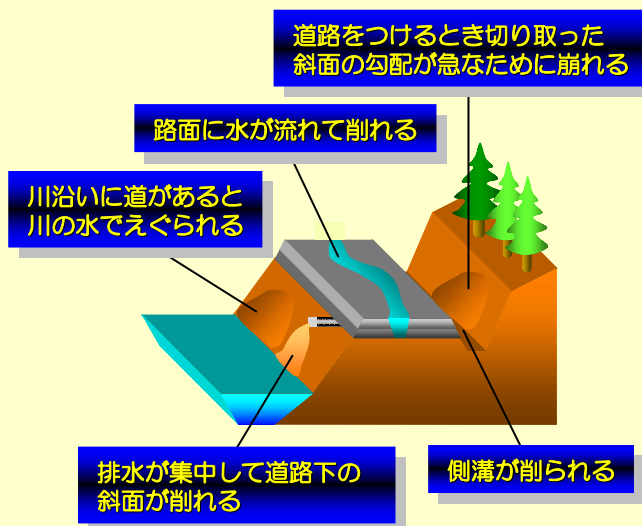 道路をつけるとき切り取った
斜面の勾配が急なために崩れる
路面に水が流れて削れる
川沿いに道があると
川の水でえぐられる
排水が集中して道路下の
斜面が削れる
側溝が削られる